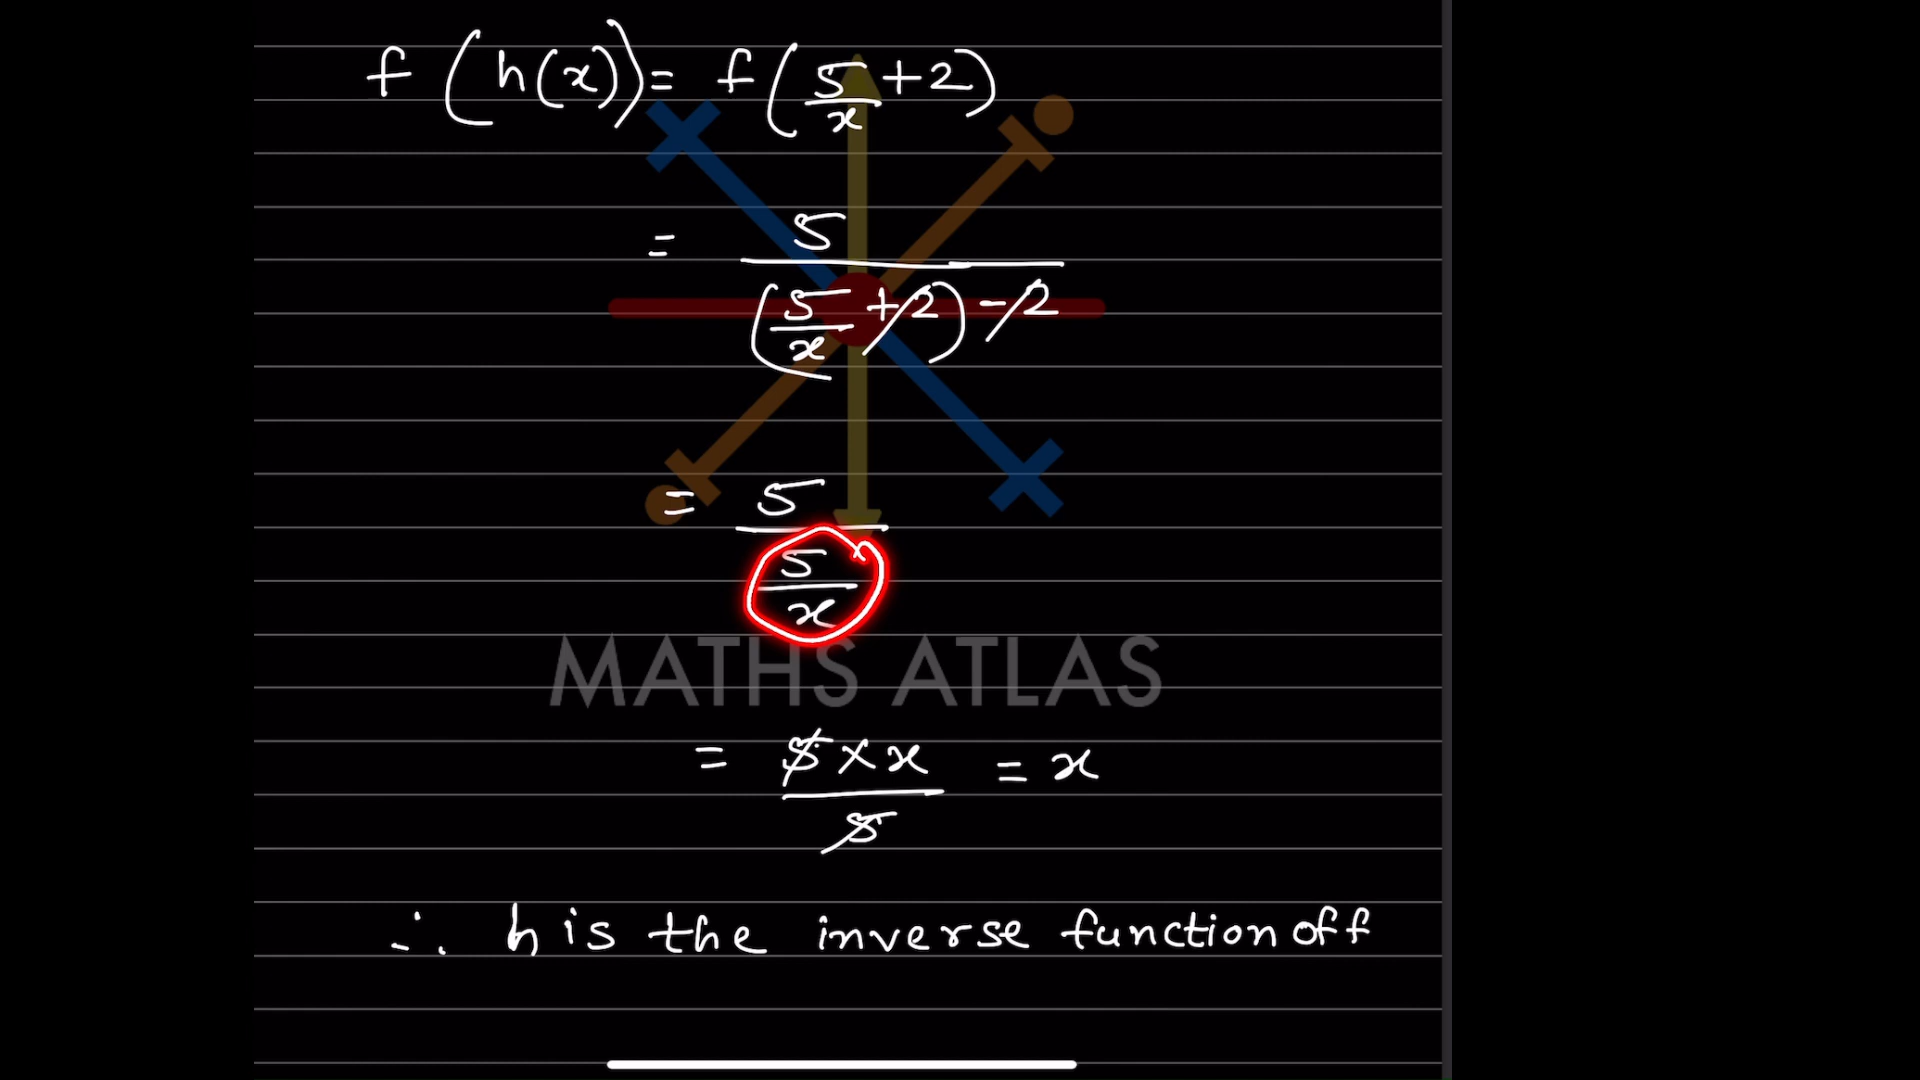 f(h(x)) = f(5/x + 2)
= 5/((5/x + 2) - 2)
= 5/(5/x)
MATHS ATLAS
= 5 × x/5 = x
∴ h is the inverse function of f